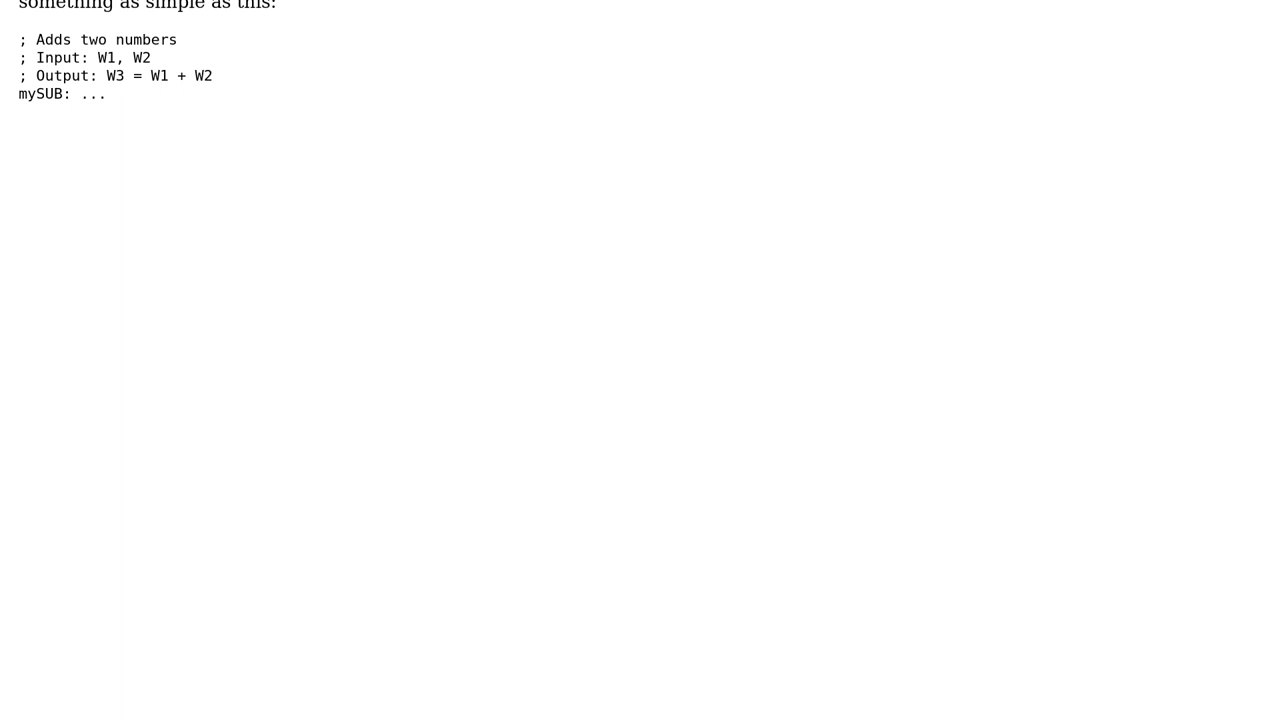 something as simple as this:
; Adds two numbers
; Input: W1, W2
; Output: W3 = W1 + W2
mySUB: ...